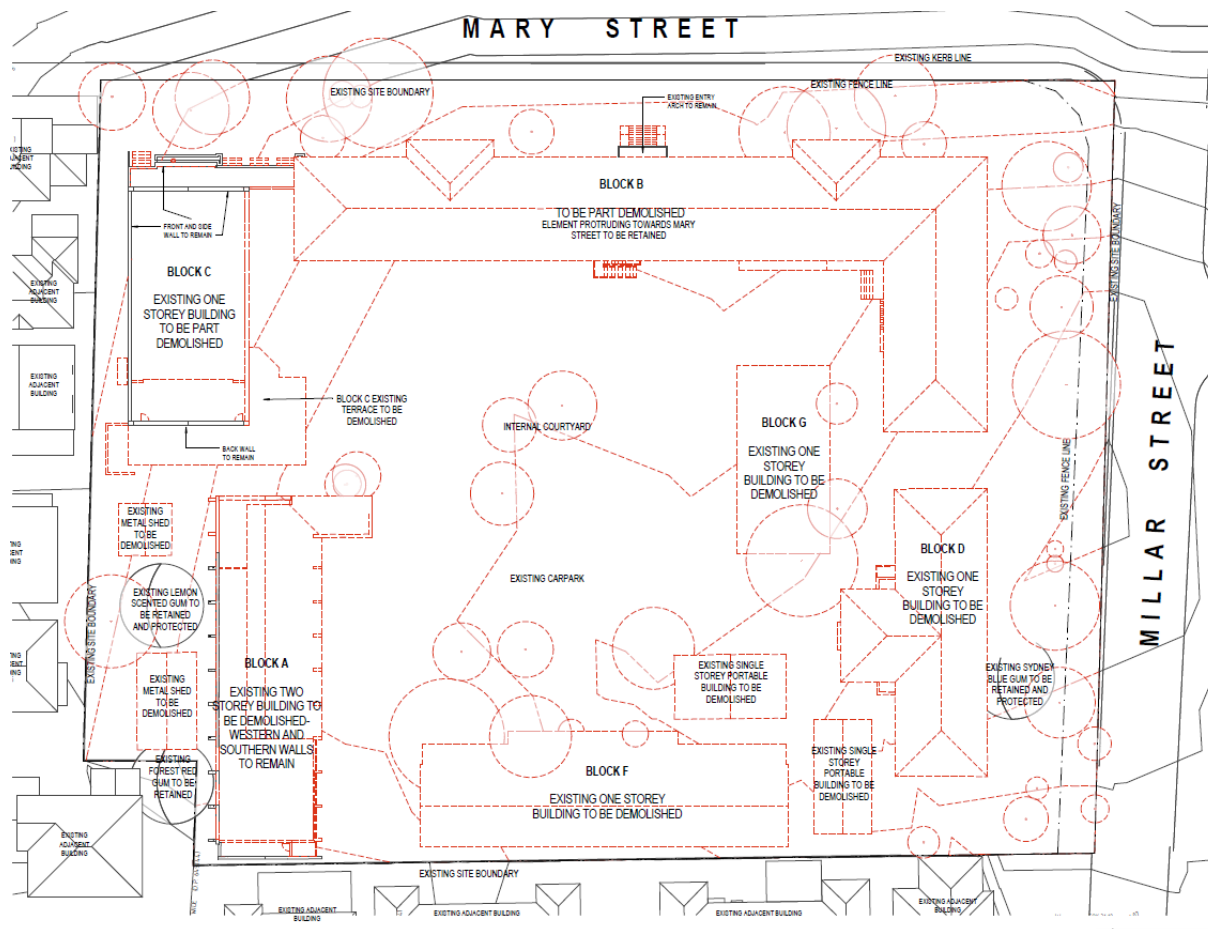 MARY STREET
EXISTING KERB LINE
EXISTING SITE BOUNDARY
EXISTING FENCE LINE
EXISTING ENTRY
ARCH TO REMAIN
BLOCK B
TO BE PART DEMOLISHED
ELEMENT PROTRUDING TOWARDS MARY
STREET TO BE RETAINED
FRONT AND SIDE
WALL TO REMAIN
BLOCK C
EXISTING ONE
STOREY BUILDING
TO BE PART
DEMOLISHED
EXISTING
ADJACENT
BUILDING
EXISTING
ADJACENT
BUILDING
EXISTING SITE BOUNDARY
MILLAR STREET
BLOCK C EXISTING
TERRACE TO BE
DEMOLISHED
BACK WALL
TO REMAIN
INTERNAL COURTYARD
BLOCK G
EXISTING ONE
STOREY
BUILDING TO BE
DEMOLISHED
EXISTING FENCE LINE
EXISTING
METAL SHED
TO BE
DEMOLISHED
EXISTING LEMON
SCENTED GUM TO
BE RETAINED
AND PROTECTED
EXISTING SITE BOUNDARY
EXISTING CARPARK
BLOCK D
EXISTING ONE
STOREY
BUILDING TO BE
DEMOLISHED
BLOCK A
EXISTING TWO
STOREY BUILDING TO
BE DEMOLISHED-
WESTERN AND
SOUTHERN WALLS
TO REMAIN
EXISTING
METAL SHED
TO BE
DEMOLISHED
EXISTING SINGLE
STOREY PORTABLE
BUILDING TO BE
DEMOLISHED
EXISTING SYDNEY
BLUE GUM TO BE
RETAINED AND
PROTECTED
EXISTING
FOREST RED
GUM TO BE
RETAINED
BLOCK F
EXISTING ONE STOREY
BUILDING TO BE DEMOLISHED
EXISTING SINGLE
STOREY
PORTABLE
BUILDING TO BE
DEMOLISHED
EXISTING
ADJACENT
BUILDING
EXISTING SITE BOUNDARY
EXISTING ADJACENT
BUILDING
EXISTING ADJACENT BUILDING
EXISTING ADJACENT BUILDING
EXISTING ADJACENT
BUILDING